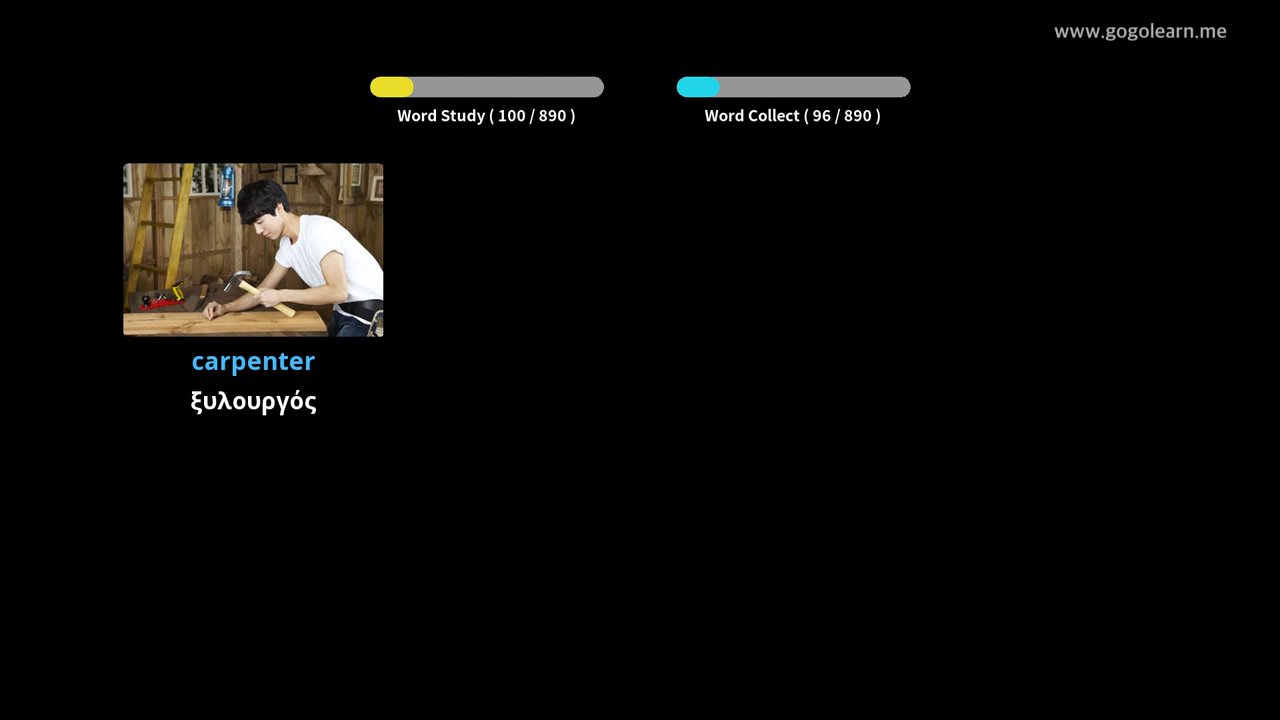 www.gogolearn.me
Word Study ( 100 / 890 )
Word Collect ( 96 / 890 )
carpenter
ξυλουργός